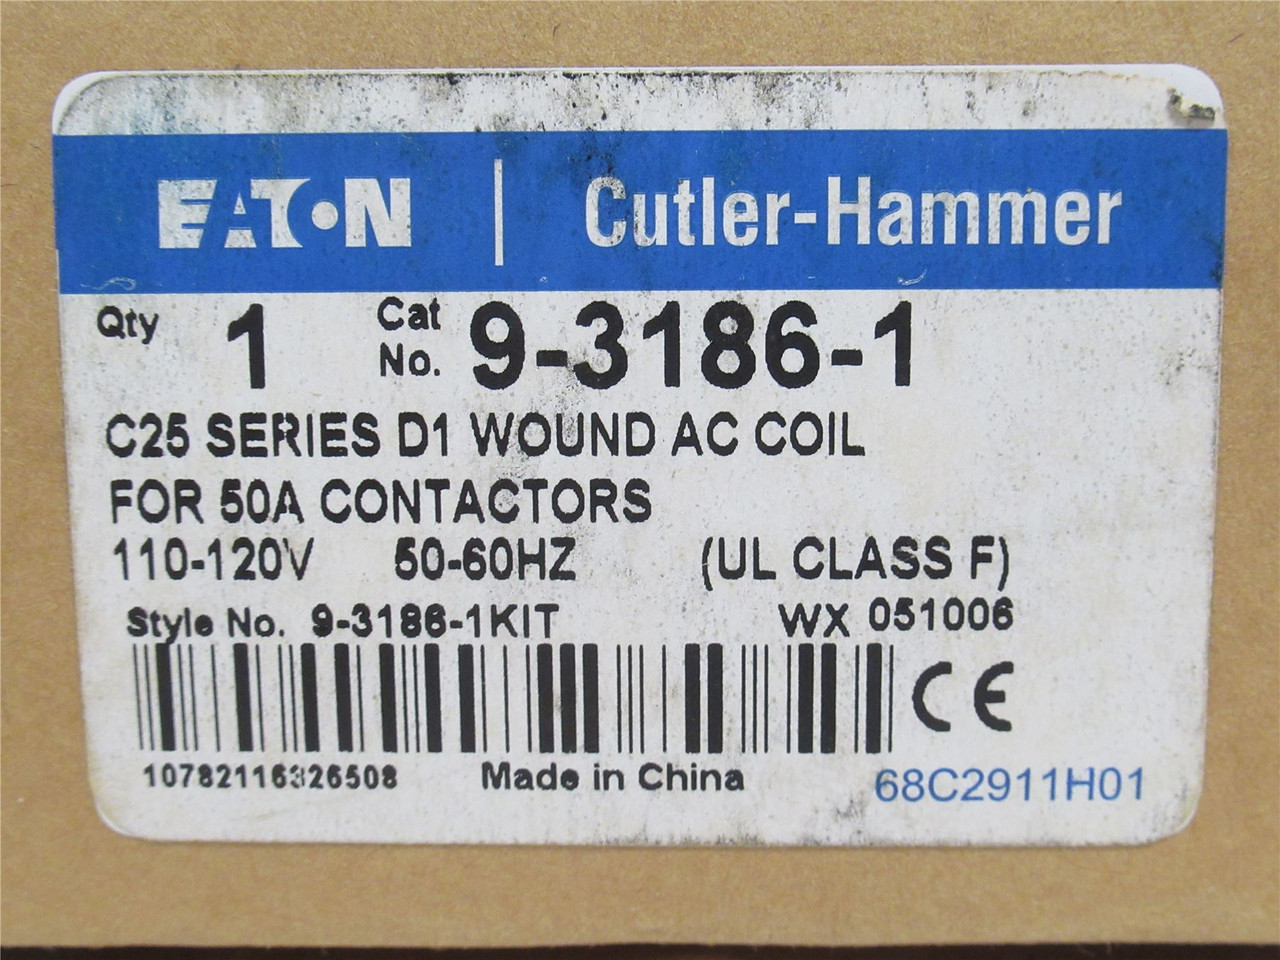 EATON | Cutler-Hammer
Qty 1 Cat No. 9-3186-1
C25 SERIES D1 WOUND AC COIL
FOR 50A CONTACTORS
110-120V 50-60HZ (UL CLASS F)
Style No. 9-3186-1KIT WX 051006
CE
10782116326508 Made in China 68C2911H01